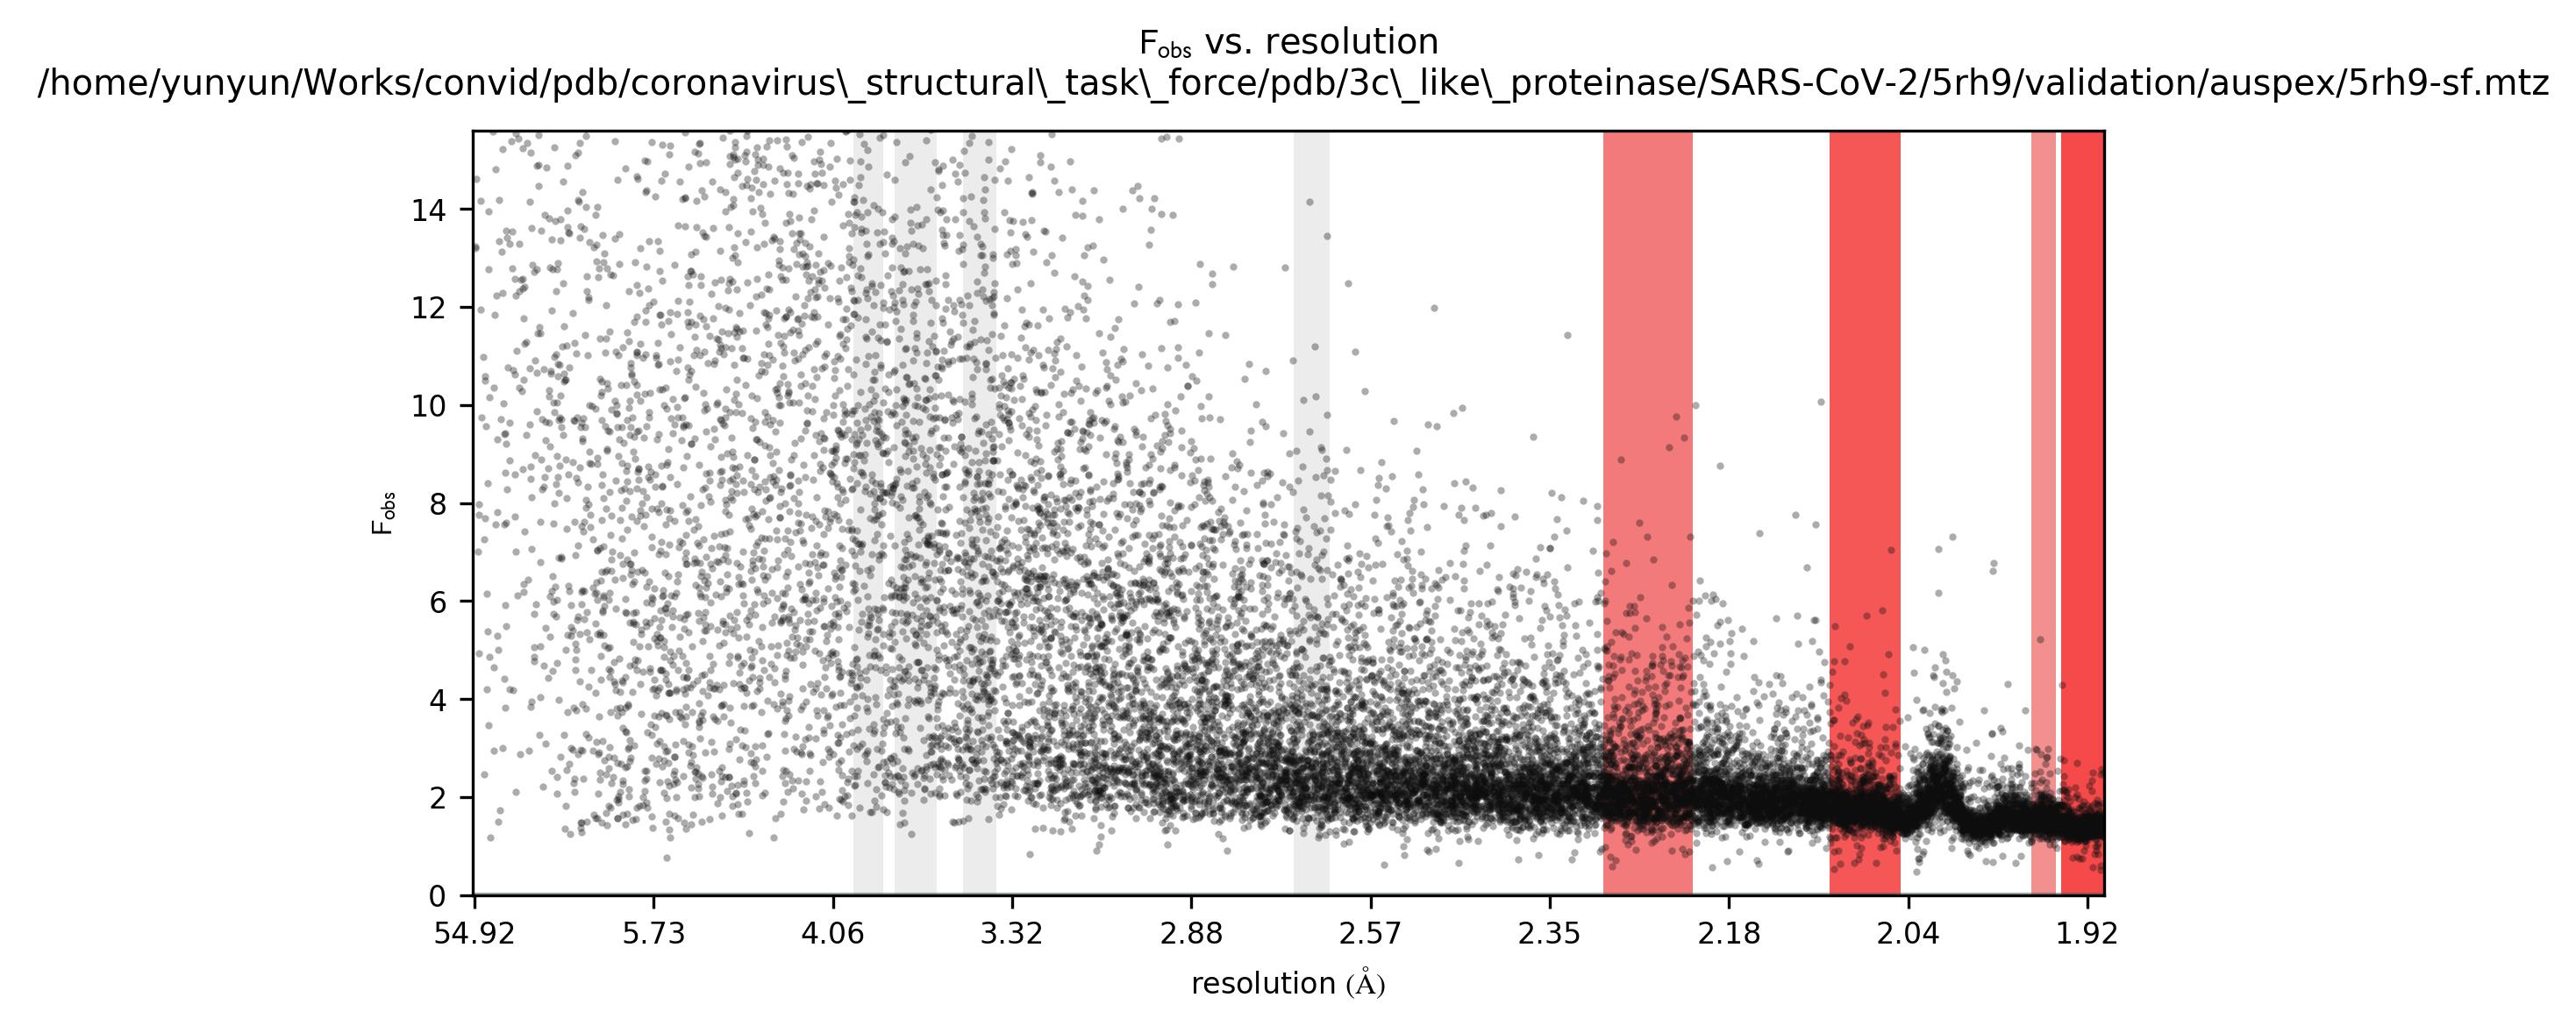 Fobs vs. resolution
/home/yunyun/Works/convid/pdb/coronavirus\_structural\_task\_force/pdb/3c\_like\_proteinase/SARS-CoV-2/5rh9/validation/auspex/5rh9-sf.mtz
14
12
10
8
6
4
2
0
Fobs
54.92 5.73 4.06 3.32 2.88 2.57 2.35 2.18 2.04 1.92
resolution (Å)